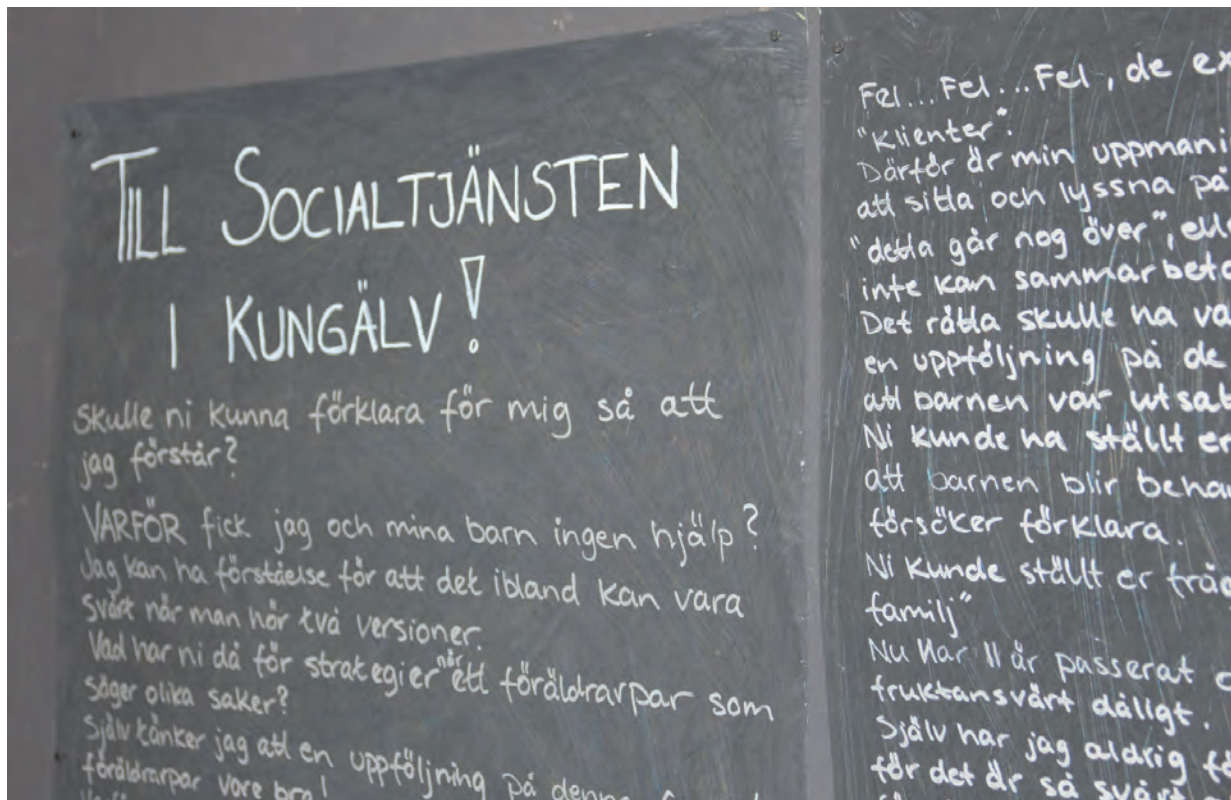 TILL SOCIALTJÄNSTEN
I KUNGÄLV!
Skulle ni kunna förklara för mig så att
jag förstår?
VARFÖR fick jag och mina barn ingen hjälp?
Jag kan ha förståelse för att det ibland kan vara
svårt när man hör två versioner.
Vad har ni då för strategier när ett föräldrarpar som
säger olika saker?
Själv tänker jag att en uppföljning på denna
föräldrarpar vore bra!
Fel...Fel...Fel, de ex
"Klienter".
Därför är min uppmani
att sitta och lyssna på
"detta går nog över", elle
inte kan sammarbeta
Det rätta skulle ha va
en uppföljning på de
att barnen var utsat
Ni kunde ha ställt er
att barnen blir behan
försöker förklara.
Ni kunde ställt er frå
familj"
Nu har 11 år passerat
fruktansvärt dåligt.
Själv har jag aldrig få
för det är så svårt